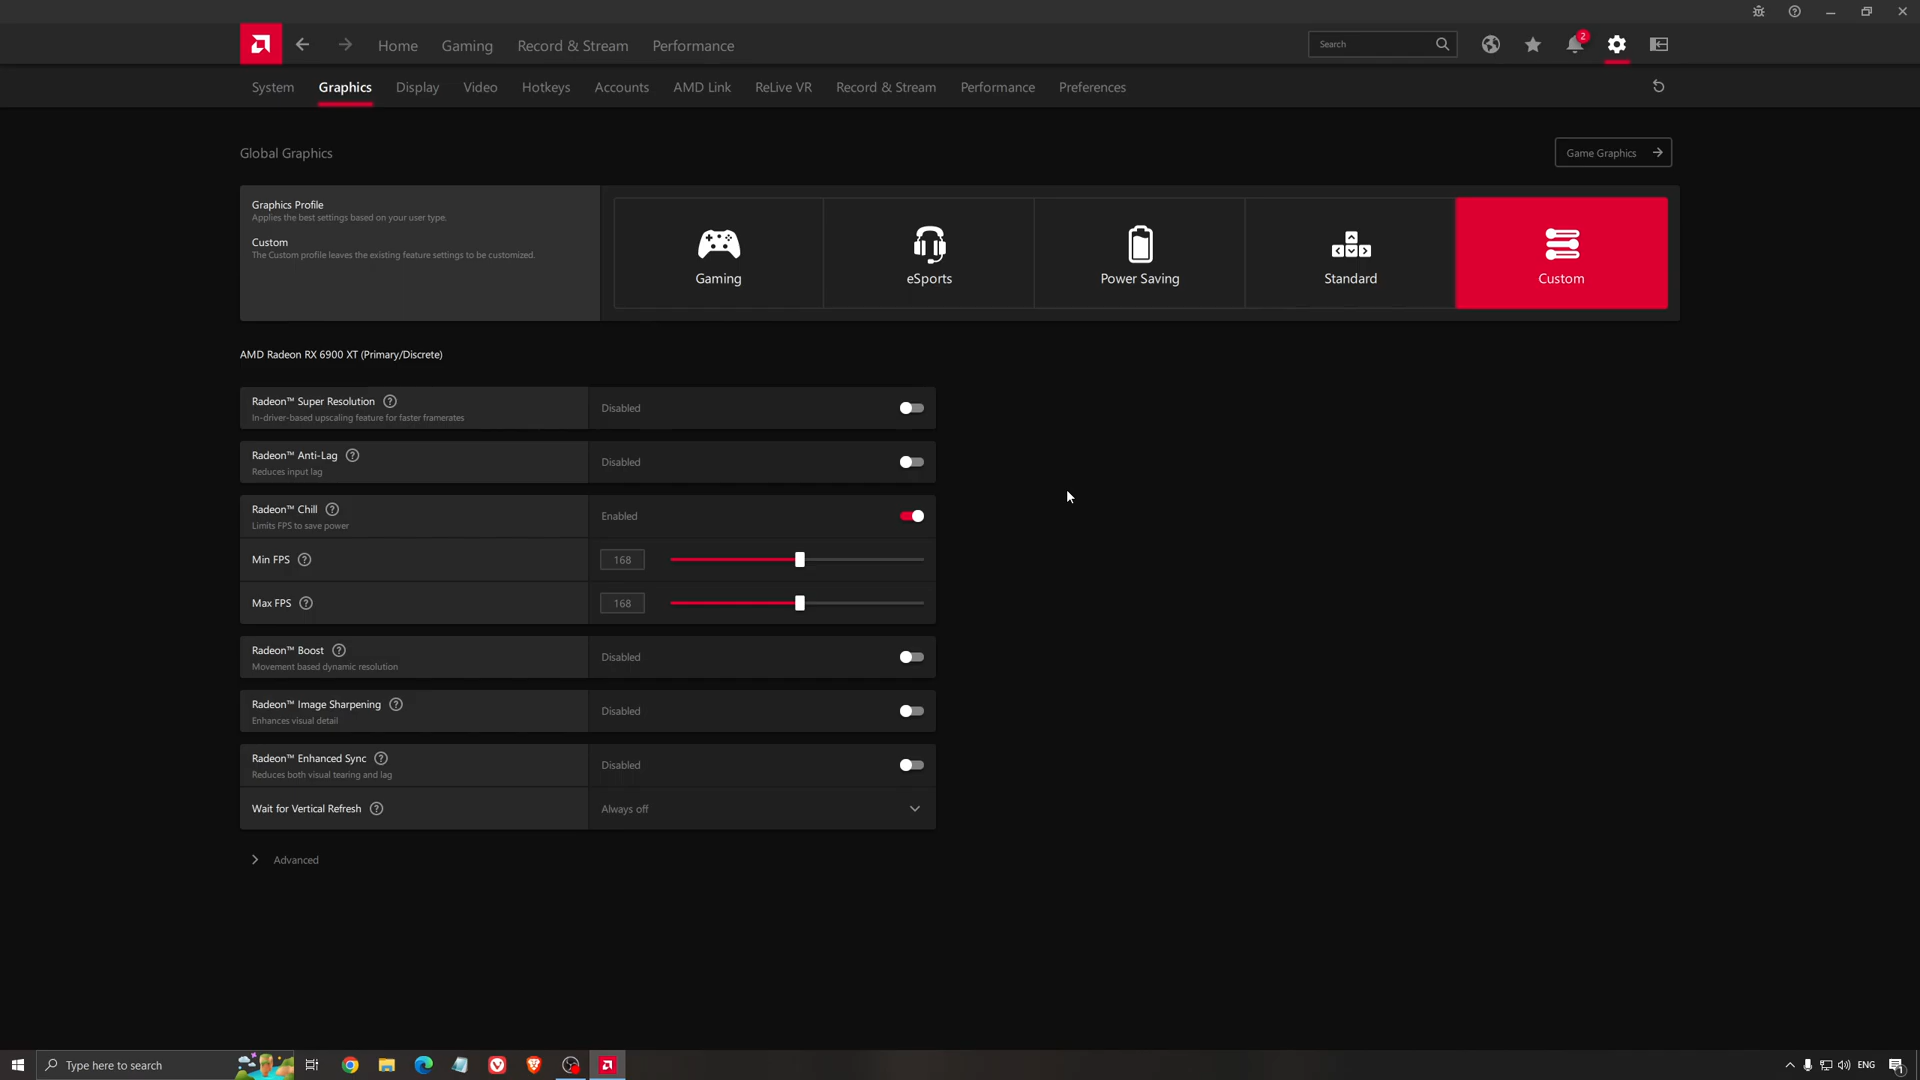 Home Gaming Record & Stream Performance Search 2
System Graphics Display Video Hotkeys Accounts AMD Link ReLive VR Record & Stream Performance Preferences
Global Graphics
Game Graphics
Graphics Profile
Applies the best settings based on your user type.
Custom
The Custom profile leaves the existing feature settings to be customized.
Gaming eSports Power Saving Standard Custom
AMD Radeon RX 6900 XT (Primary/Discrete)
Radeon™ Super Resolution ?
In-driver-based upscaling feature for faster framerates
Disabled
Radeon™ Anti-Lag ?
Reduces input lag
Disabled
Radeon™ Chill ?
Limits FPS to save power
Enabled
Min FPS ? 168
Max FPS ? 168
Radeon™ Boost ?
Movement based dynamic resolution
Disabled
Radeon™ Image Sharpening ?
Enhances visual detail
Disabled
Radeon™ Enhanced Sync ?
Reduces both visual tearing and lag
Disabled
Wait for Vertical Refresh ? Always off
Advanced
Type here to search ENG 1